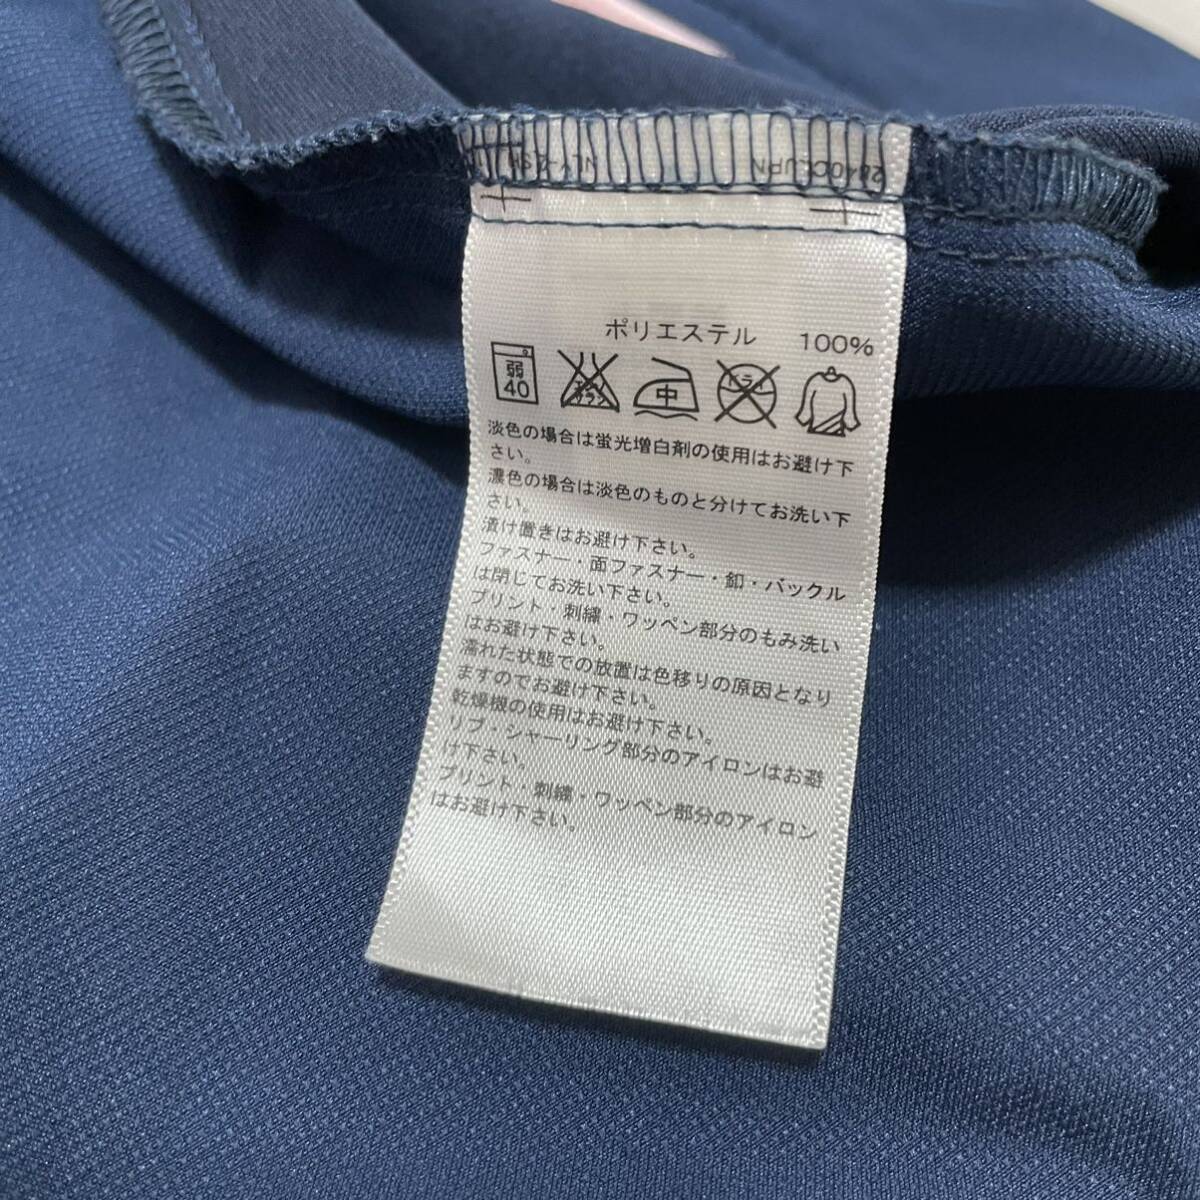 ポリエステル 100%
弱
40
エンソ
サラシ
中
ドライ
淡色の場合は蛍光増白剤の使用はお避け下
さい。
濃色の場合は淡色のものと分けてお洗い下
さい。
漬け置きはお避け下さい。
ファスナー・面ファスナー・釦・バックル
は閉じてお洗い下さい。
プリント・刺繍・ワッペン部分のもみ洗い
はお避け下さい。
濡れた状態での放置は色移りの原因となり
ますのでお避け下さい。
乾燥機の使用はお避け下さい。
リブ・シャーリング部分のアイロンはお避
け下さい。
プリント・刺繍・ワッペン部分のアイロン
はお避け下さい。